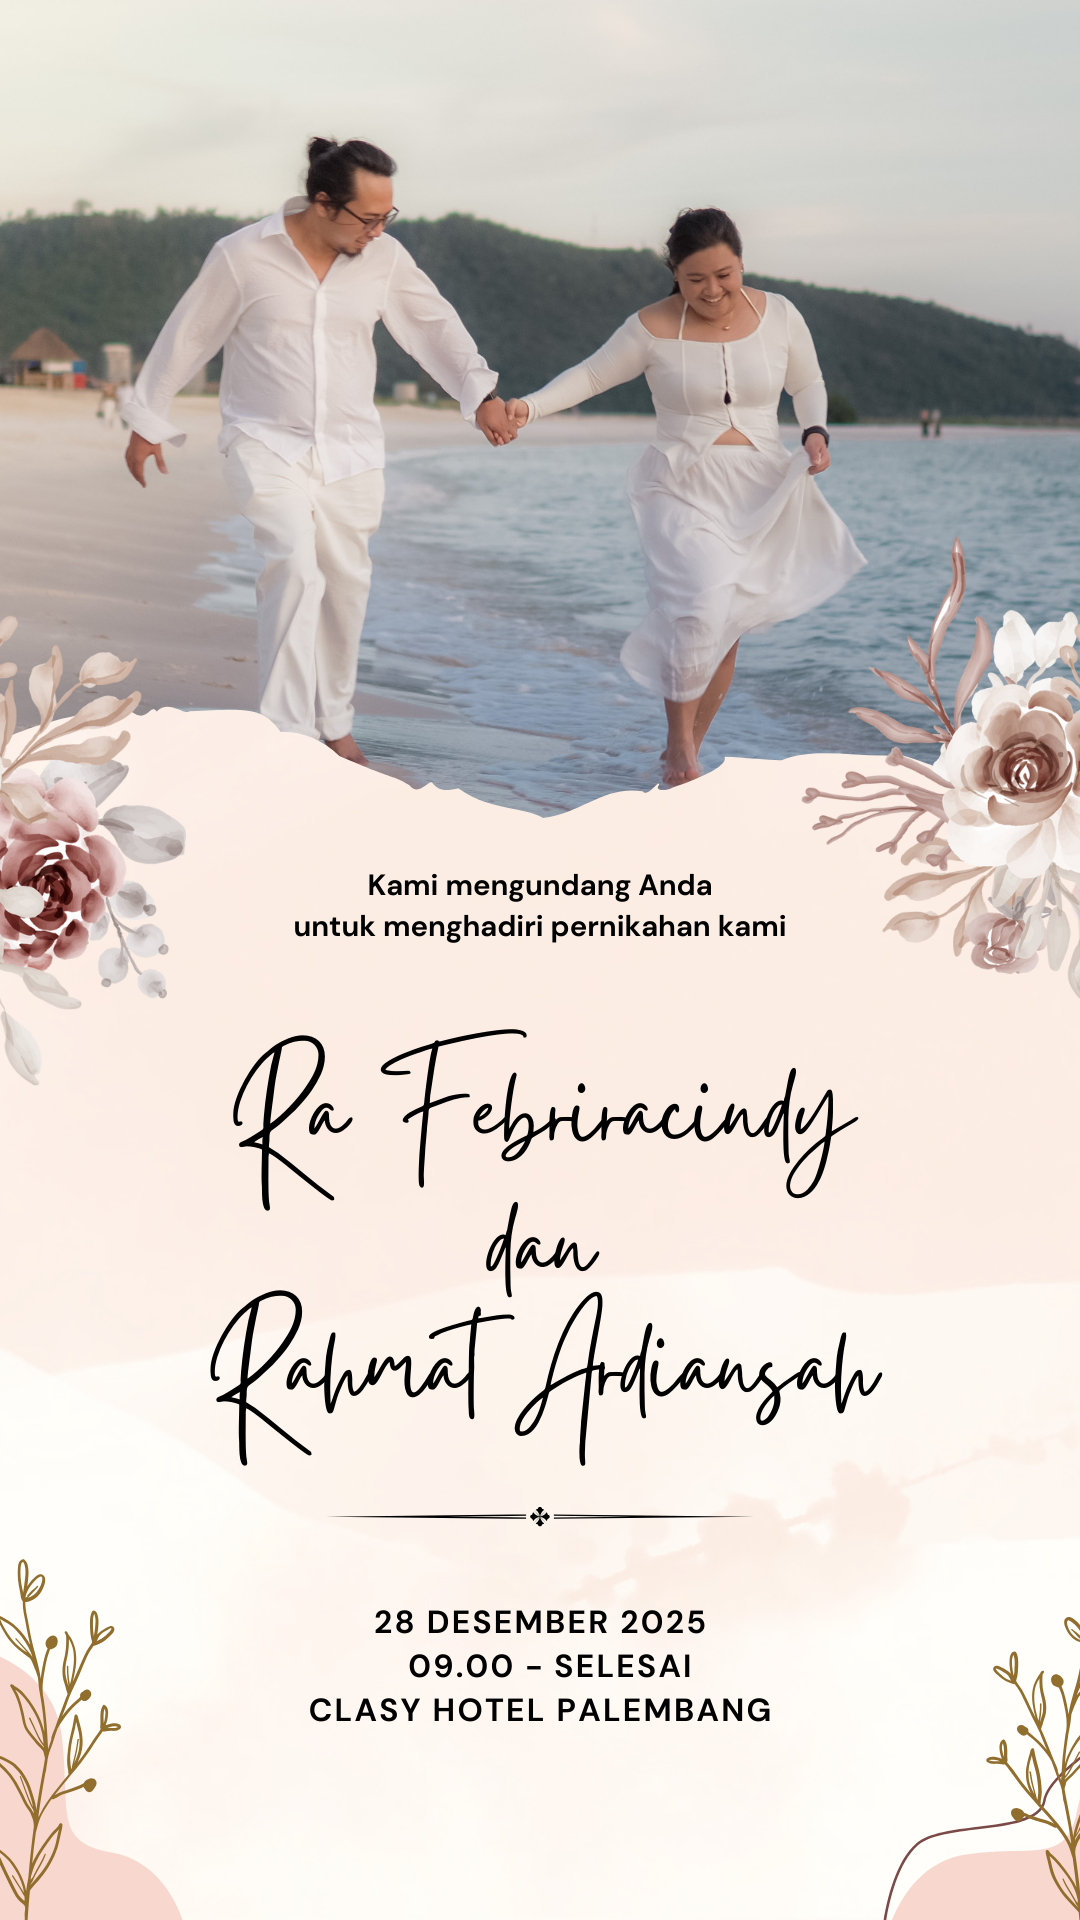 Kami mengundang Anda
untuk menghadiri pernikahan kami
Ra Febriracindy
dan
Rahmat Ardiansah
28 DESEMBER 2025
09.00 - SELESAI
CLASY HOTEL PALEMBANG